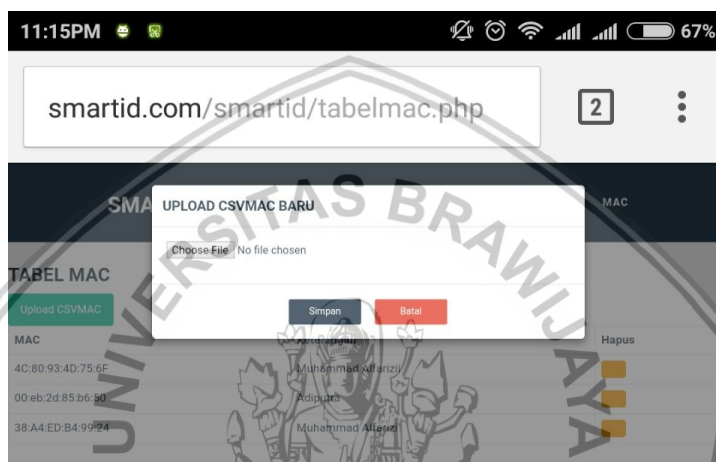 11:15PM 67%
smartid.com/smartid/tabelmac.php 2
SMA MAC
UPLOAD CSVMAC BARU
Choose File No file chosen
TABEL MAC
Simpan Batal
Upload CSVMAC
MAC Keterangan Hapus
4C:80:93:4D:75:6F Muhammad Alfarizii
00:eb:2d:85:b6:50 Adiputra
38:A4:ED:B4:99:24 Muhammad Alfarizi
UNIVERSITAS BRAWIJAYA